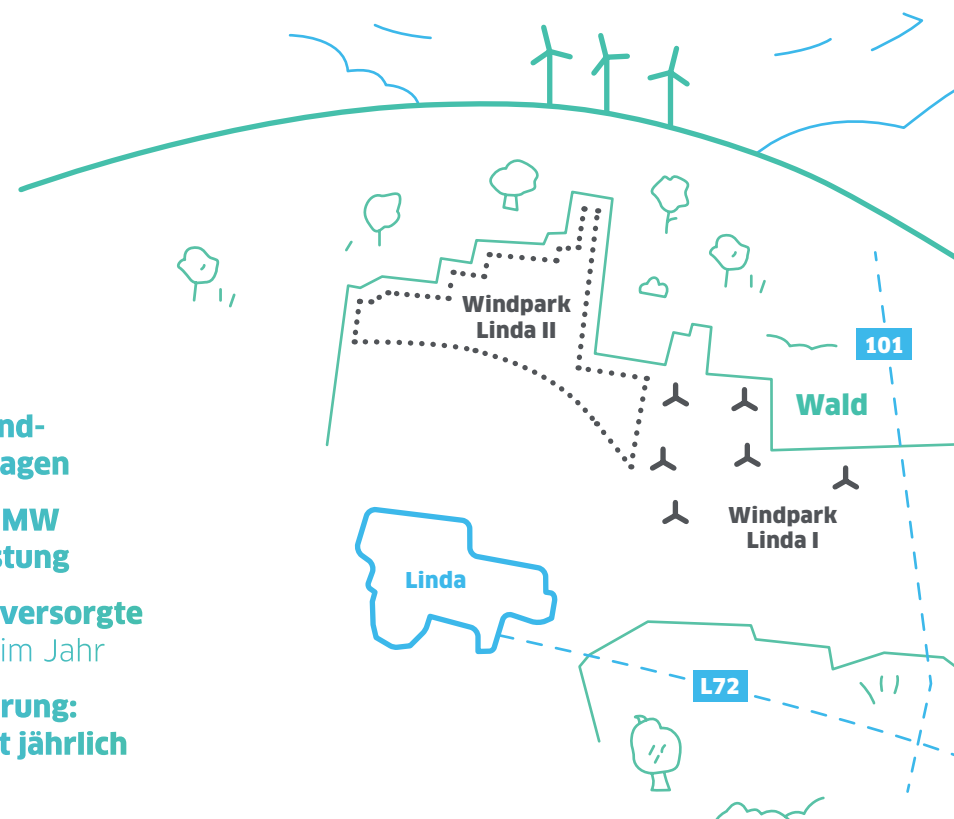 Windpark
Linda II
101
Wald
Windpark
Linda I
Linda
L72
nd-
agen
MW
stung
versorgte
im Jahr
rung:
t jährlich